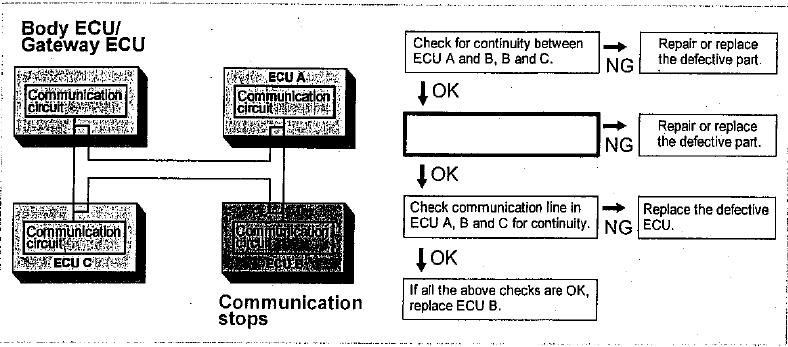 Body ECU/
Gateway ECU
Communication
circuit
ECU A
Communication
circuit
Communication
circuit
ECU C
Communication
circuit
ECU B
Communication
stops
Check for continuity between
ECU A and B, B and C.
NG
Repair or replace
the defective part.
OK
NG
Repair or replace
the defective part.
OK
Check communication line in
ECU A, B and C for continuity.
NG
Replace the defective
ECU.
OK
If all the above checks are OK,
replace ECU B.